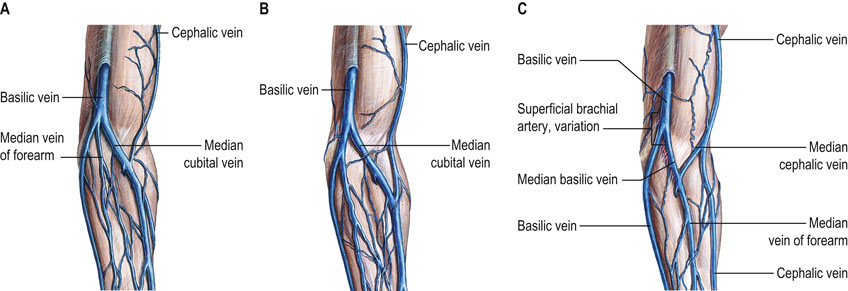 A
Cephalic vein
Basilic vein
Median vein
of forearm
Median
cubital vein
B
Cephalic vein
Basilic vein
Median
cubital vein
C
Cephalic vein
Basilic vein
Superficial brachial
artery, variation
Median
cephalic vein
Median basilic vein
Basilic vein
Median
vein of forearm
Cephalic vein